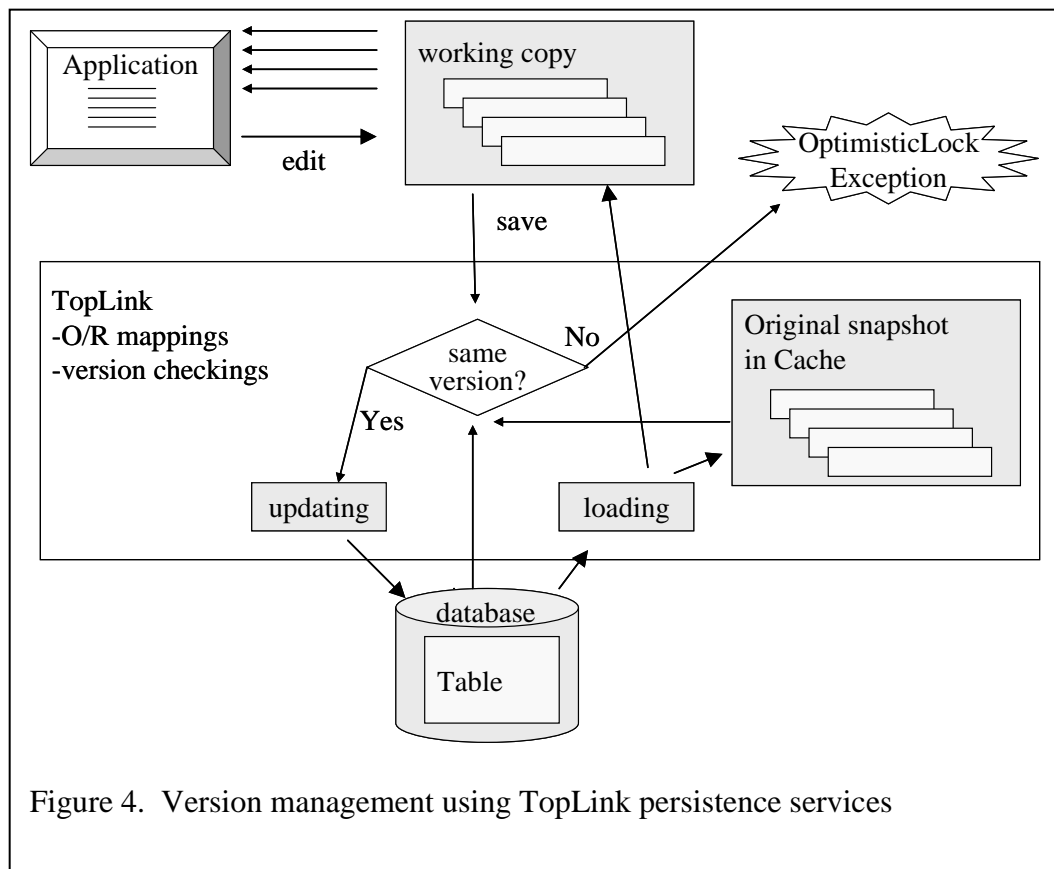 Application
edit
working copy
save
OptimisticLock
Exception
TopLink
-O/R mappings
-version checkings
same
version?
No
Yes
Original snapshot
in Cache
updating
loading
database
Table
Figure 4. Version management using TopLink persistence services